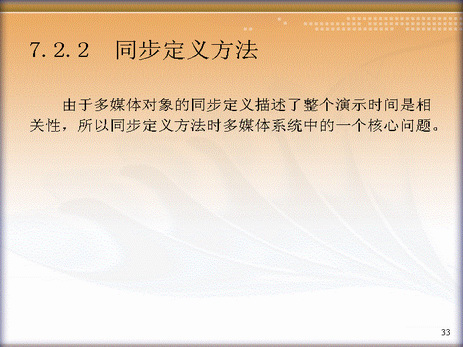 7.2.2 同步定义方法
由于多媒体对象的同步定义描述了整个演示时间是相
关性，所以同步定义方法时多媒体系统中的一个核心问题。
33